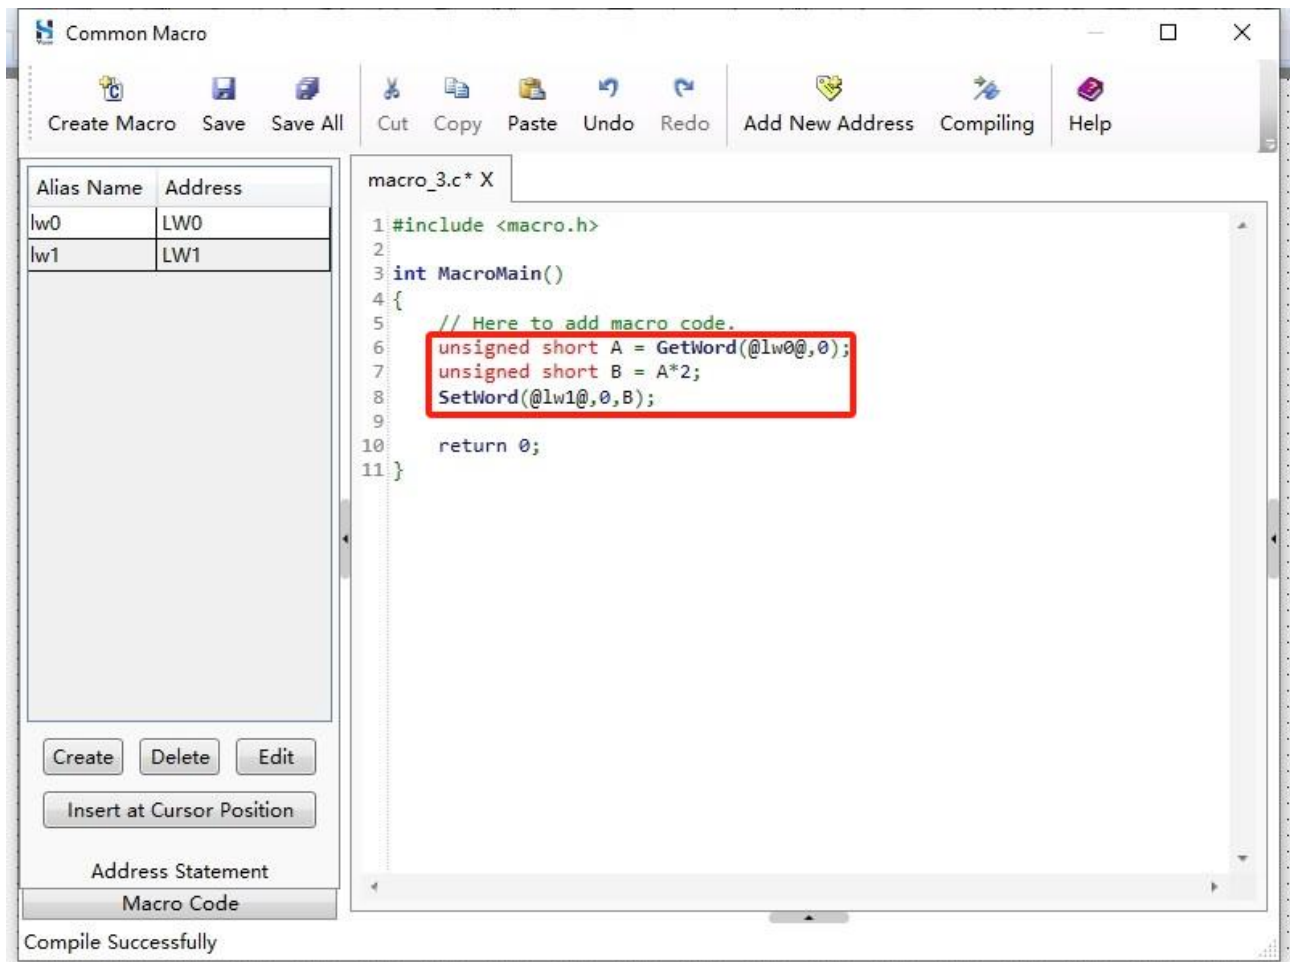 Common Macro
Create Macro Save Save All Cut Copy Paste Undo Redo Add New Address Compiling Help
Alias Name Address
lw0 LW0
lw1 LW1
macro_3.c* X
1 #include <macro.h>
2
3 int MacroMain()
4 {
5 // Here to add macro code.
6 unsigned short A = GetWord(@lw0@,0);
7 unsigned short B = A*2;
8 SetWord(@lw1@,0,B);
9
10 return 0;
11 }
Create Delete Edit
Insert at Cursor Position
Address Statement
Macro Code
Compile Successfully